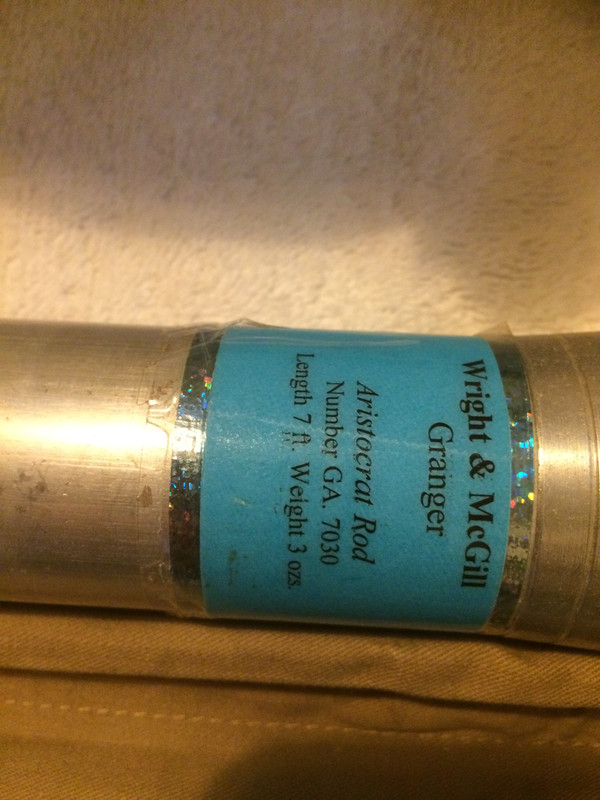 Wright & McGill
Granger
Aristocrat Rod
Number GA. 7030
Length 7 ft. Weight 3 ozs.